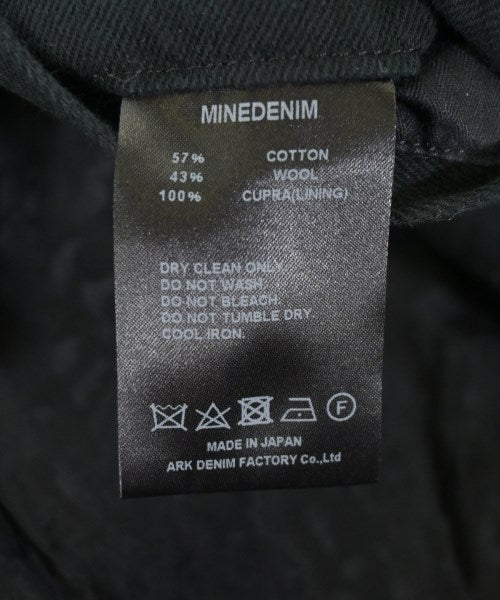 MINEDENIM
57% COTTON
43% WOOL
100% CUPRA(LINING)
DRY CLEAN ONLY.
DO NOT WASH.
DO NOT BLEACH.
DO NOT TUMBLE DRY.
COOL IRON.
F
MADE IN JAPAN
ARK DENIM FACTORY Co.,Ltd